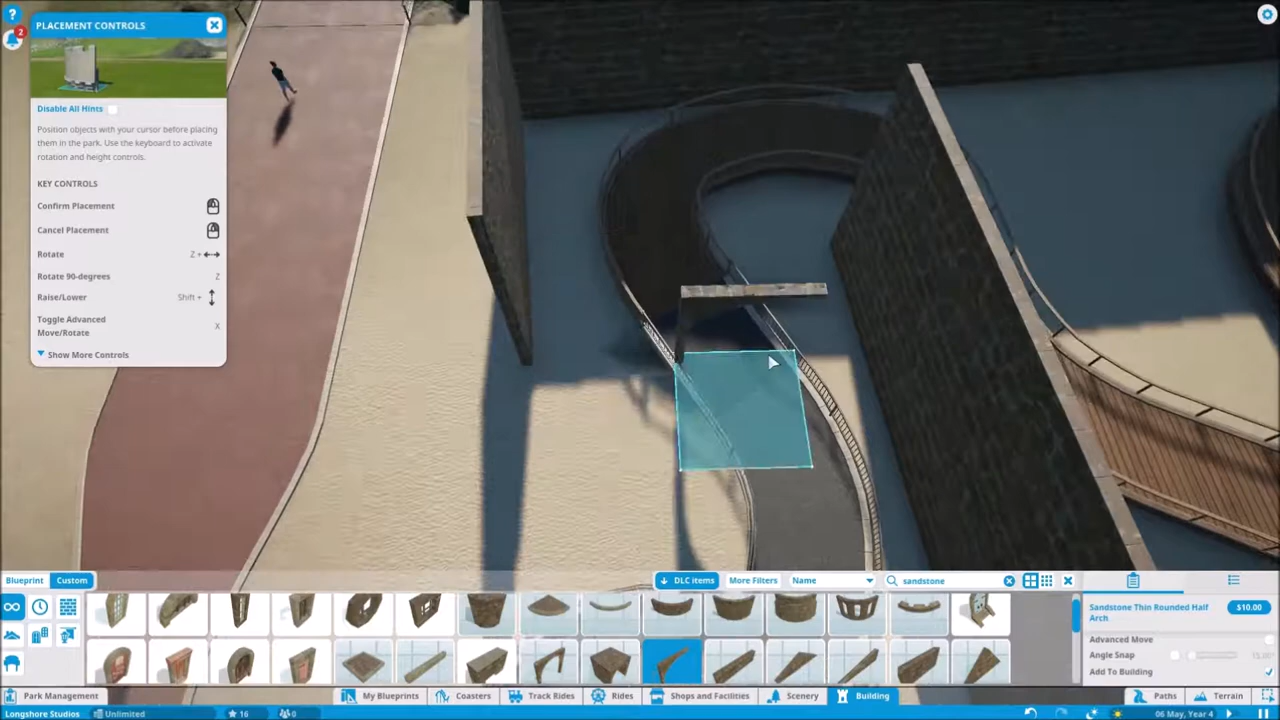 ?
2
PLACEMENT CONTROLS
Disable All Hints
Position objects with your cursor before placing
them in the park. Use the keyboard to activate
rotation and height controls.
KEY CONTROLS
Confirm Placement
Cancel Placement
Rotate Z +
Rotate 90-degrees Z
Raise/Lower Shift +
Toggle Advanced
Move/Rotate X
Show More Controls
Blueprint Custom DLC items More Filters Name sandstone
Sandstone Thin Rounded Half
Arch $10.00
Advanced Move
Angle Snap 15.00°
Add To Building
Park Management My Blueprints Coasters Track Rides Rides Shops and Facilities Scenery Building Paths Terrain
Longshore Studios Unlimited 16 0 06 May, Year 4